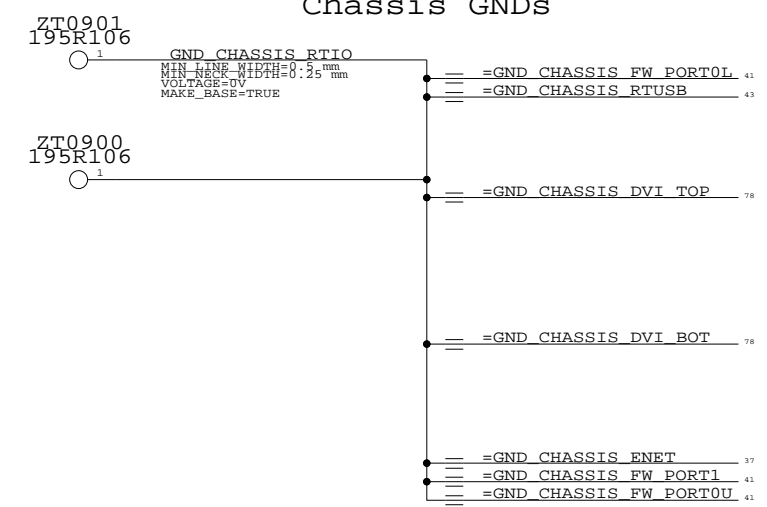 Chassis GNDs
ZT0901
195R106
1
GND_CHASSIS_RTIO
MIN_LINE_WIDTH=0.5 mm
MIN_NECK_WIDTH=0.25 mm
VOLTAGE=0V
MAKE_BASE=TRUE
=GND_CHASSIS_FW_PORT0L 41
=GND_CHASSIS_RTUSB 43
ZT0900
195R106
1
=GND_CHASSIS_DVI_TOP 78
=GND_CHASSIS_DVI_BOT 78
=GND_CHASSIS_ENET 37
=GND_CHASSIS_FW_PORT1 41
=GND_CHASSIS_FW_PORT0U 41